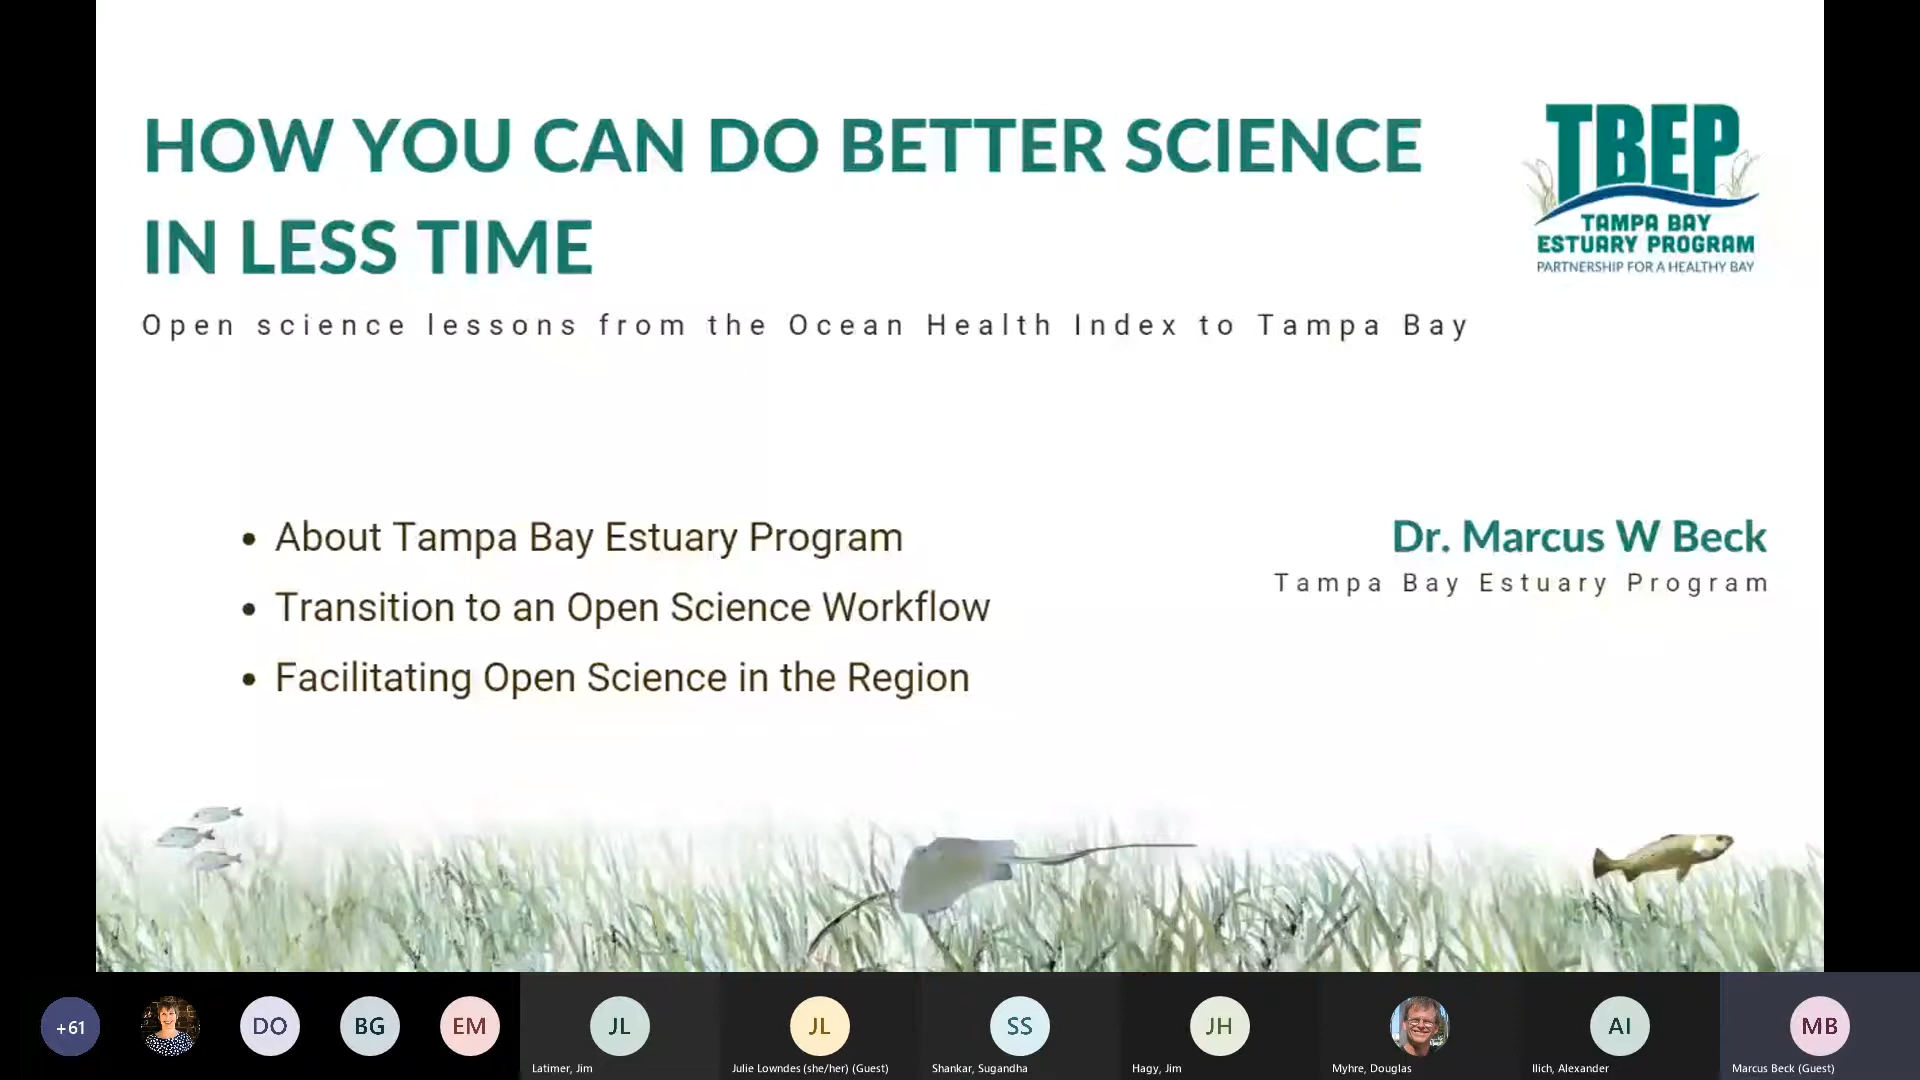 HOW YOU CAN DO BETTER SCIENCE
IN LESS TIME
Open science lessons from the Ocean Health Index to Tampa Bay
TBEP
TAMPA BAY
ESTUARY PROGRAM
PARTNERSHIP FOR A HEALTHY BAY
• About Tampa Bay Estuary Program
• Transition to an Open Science Workflow
• Facilitating Open Science in the Region
Dr. Marcus W Beck
Tampa Bay Estuary Program
+61
DO
BG
EM
JL
Latimer, Jim
JL
Julie Lowndes (she/her) (Guest)
SS
Shankar, Sugandha
JH
Hagy, Jim
Myhre, Douglas
AI
Ilich, Alexander
MB
Marcus Beck (Guest)